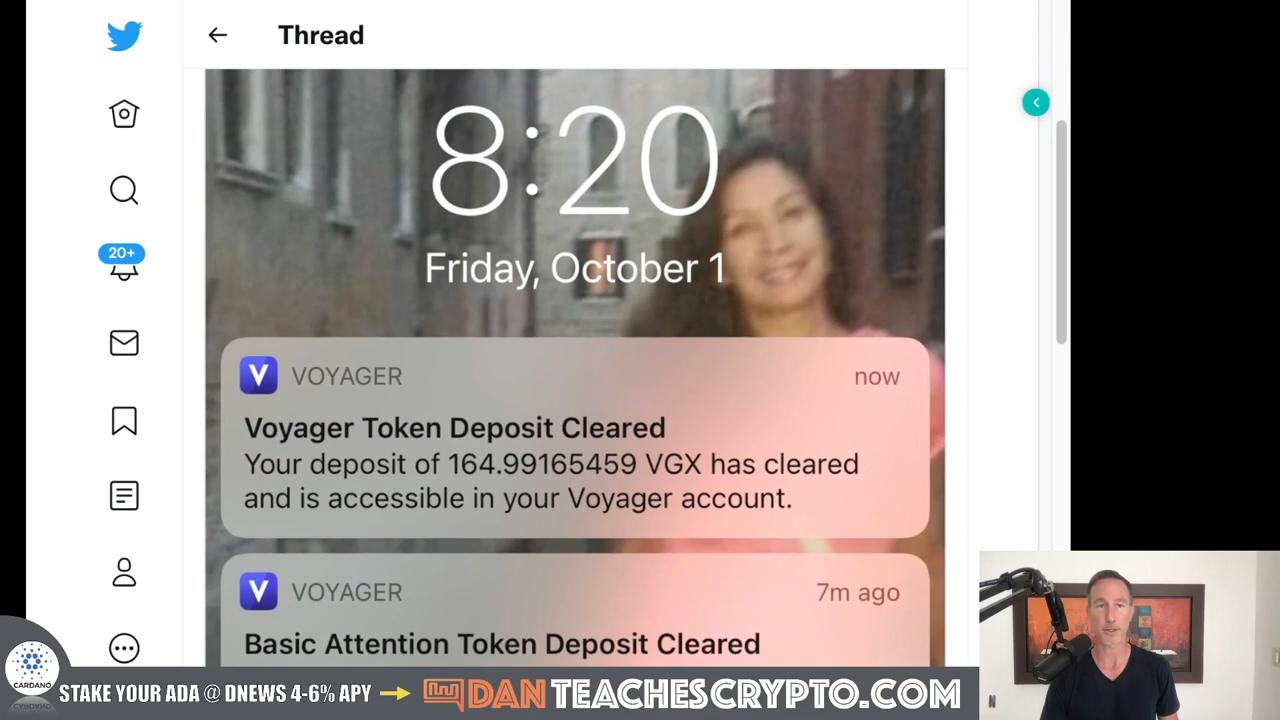 Thread
8:20
Friday, October 1
20+
V VOYAGER now
Voyager Token Deposit Cleared
Your deposit of 164.99165459 VGX has cleared
and is accessible in your Voyager account.
V VOYAGER 7m ago
Basic Attention Token Deposit Cleared
CARDANO
STAKE YOUR ADA @ DNEWS 4-6% APY
DANTEACHESCRYPTO.COM